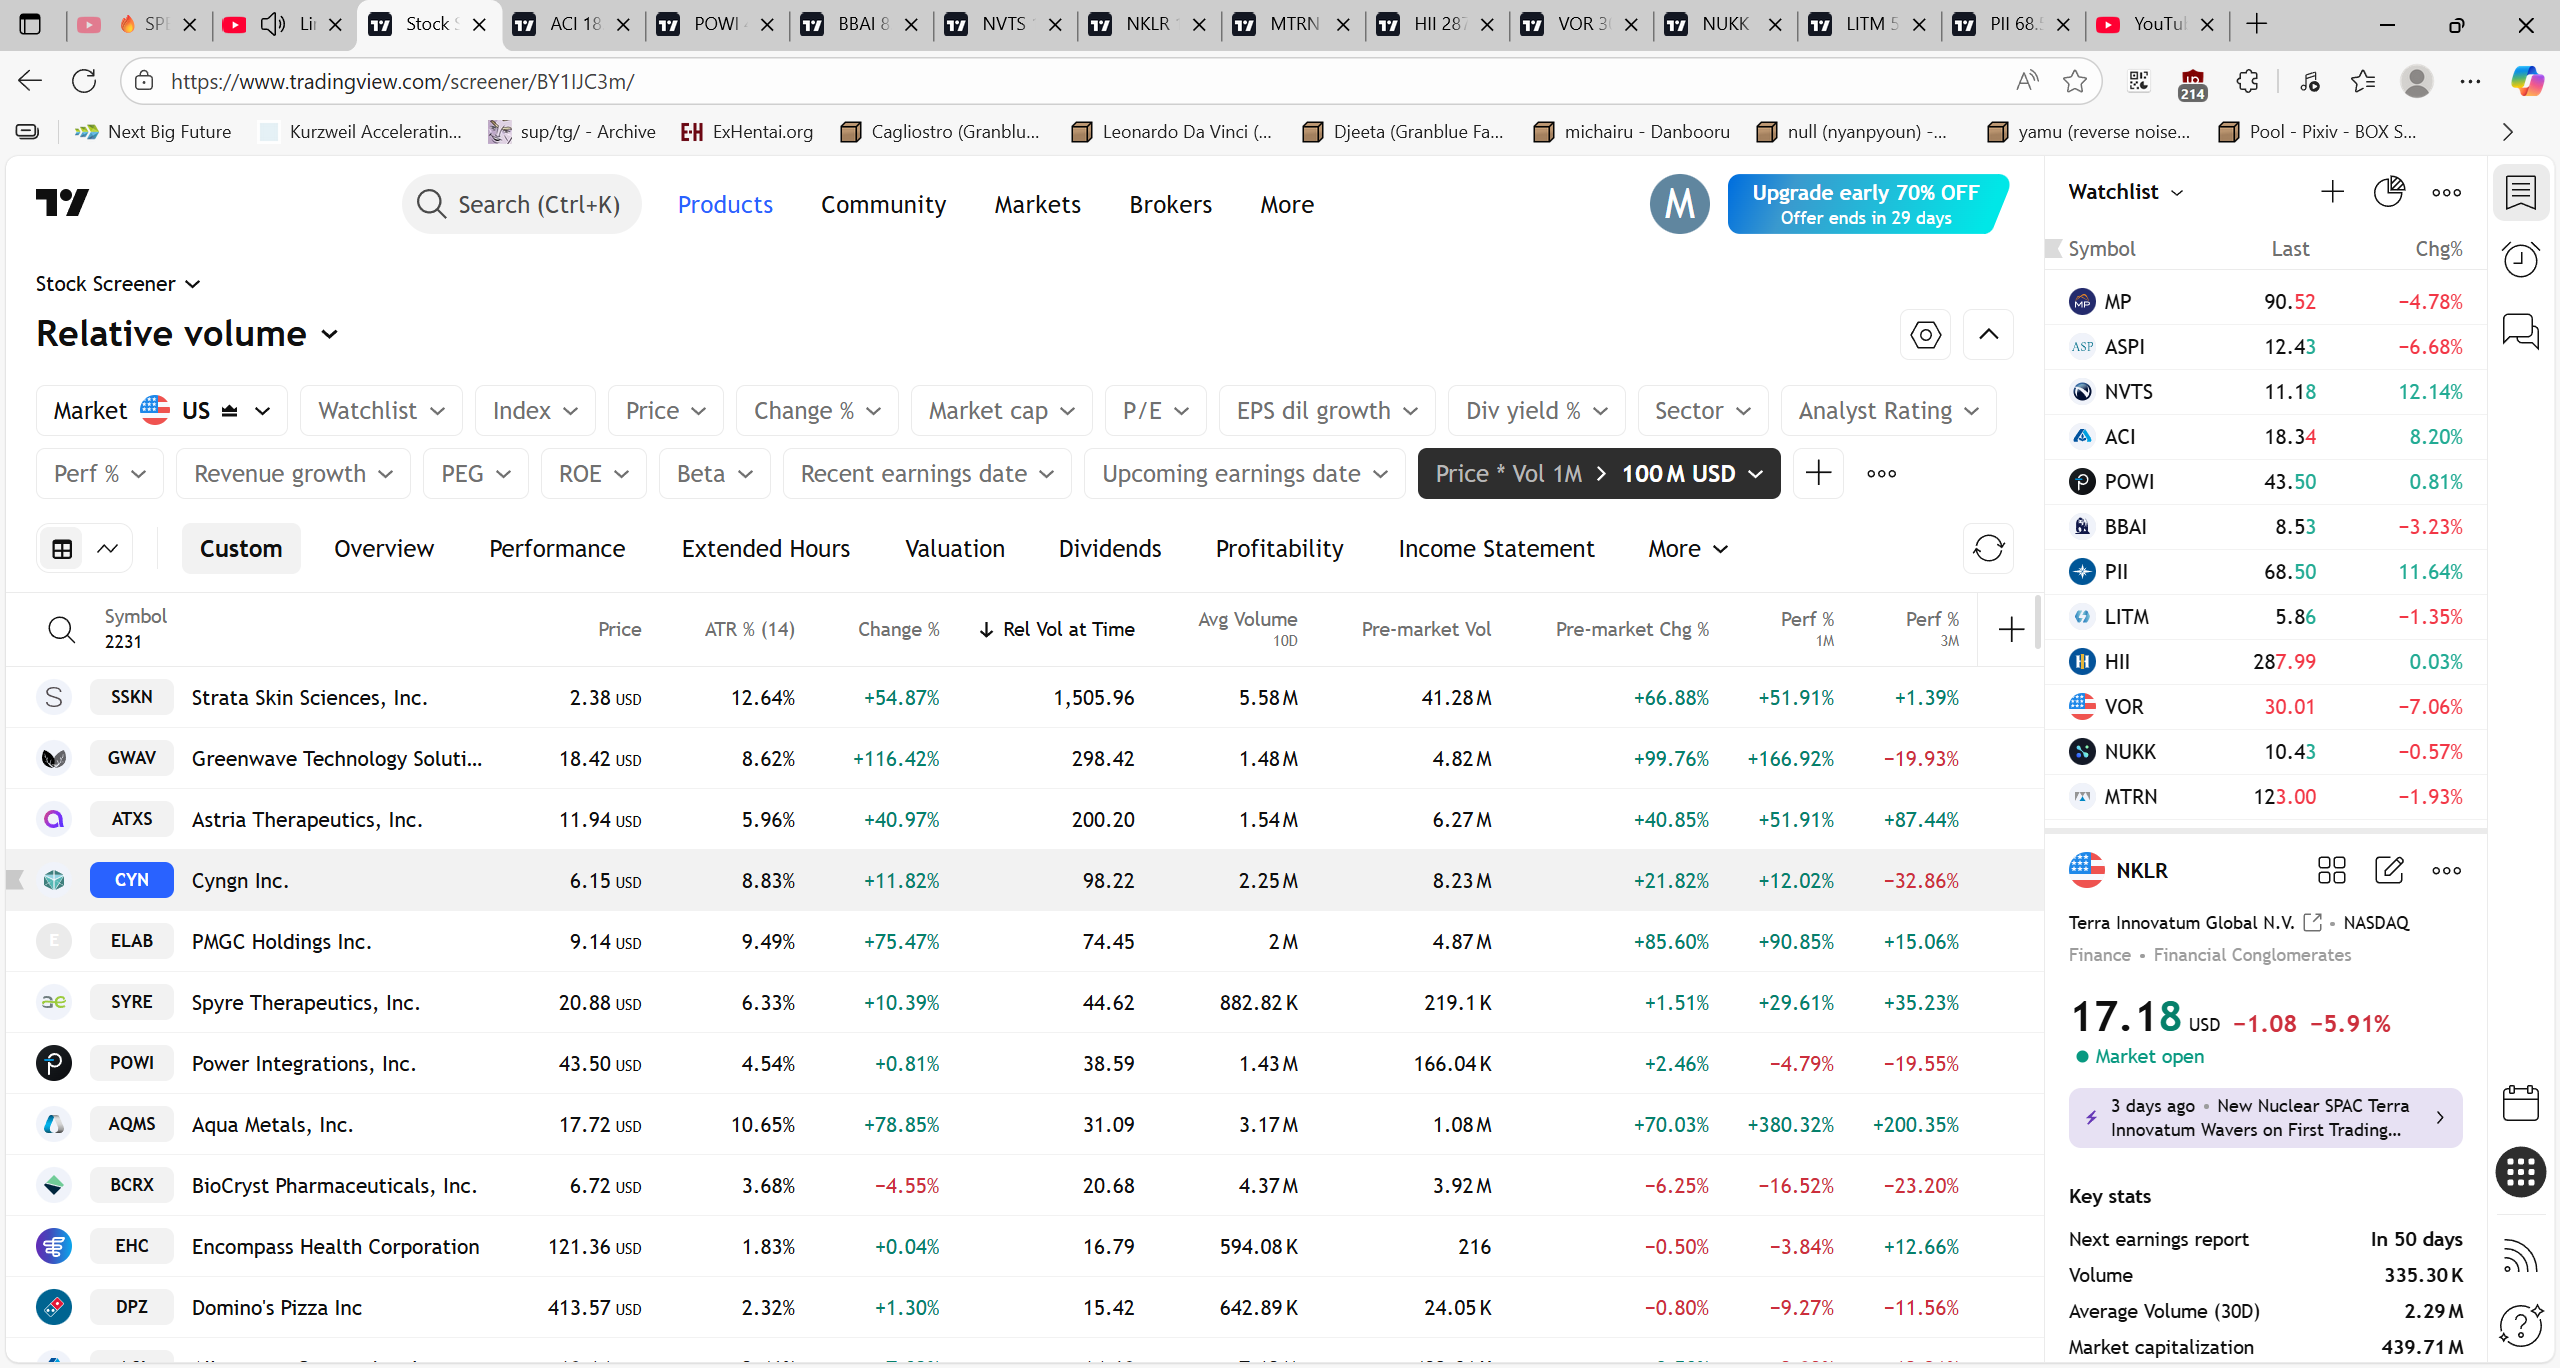 SPE
Lir
Stock S
ACI 18
POWI 4
BBAI 8
NVTS
NKLR
MTRN
HII 287
VOR 30
NUKK
LITM 5
PII 68.5
YouTul
https://www.tradingview.com/screener/BY1IJC3m/
214
Next Big Future
Kurzweil Acceleratin...
sup/tg/ - Archive
E-H ExHentai.org
Cagliostro (Granblu...
Leonardo Da Vinci (...
Djeeta (Granblue Fa...
michairu - Danbooru
null (nyanpyoun) -...
yamu (reverse noise...
Pool - Pixiv - BOX S...
Search (Ctrl+K)
Products
Community
Markets
Brokers
More
M
Upgrade early 70% OFF
Offer ends in 29 days
Stock Screener
Relative volume
Market US
Watchlist
Index
Price
Change %
Market cap
P/E
EPS dil growth
Div yield %
Sector
Analyst Rating
Perf %
Revenue growth
PEG
ROE
Beta
Recent earnings date
Upcoming earnings date
Price * Vol 1M > 100 M USD
Custom
Overview
Performance
Extended Hours
Valuation
Dividends
Profitability
Income Statement
More
Symbol 2231 Price ATR % (14) Change % Rel Vol at Time Avg Volume 10D Pre-market Vol Pre-market Chg % Perf % 1M Perf % 3M
S SSKN Strata Skin Sciences, Inc. 2.38 USD 12.64% +54.87% 1,505.96 5.58 M 41.28 M +66.88% +51.91% +1.39%
GWAV Greenwave Technology Soluti... 18.42 USD 8.62% +116.42% 298.42 1.48 M 4.82 M +99.76% +166.92% −19.93%
ATXS Astria Therapeutics, Inc. 11.94 USD 5.96% +40.97% 200.20 1.54 M 6.27 M +40.85% +51.91% +87.44%
CYN Cyngn Inc. 6.15 USD 8.83% +11.82% 98.22 2.25 M 8.23 M +21.82% +12.02% −32.86%
E ELAB PMGC Holdings Inc. 9.14 USD 9.49% +75.47% 74.45 2 M 4.87 M +85.60% +90.85% +15.06%
SYRE Spyre Therapeutics, Inc. 20.88 USD 6.33% +10.39% 44.62 882.82 K 219.1 K +1.51% +29.61% +35.23%
POWI Power Integrations, Inc. 43.50 USD 4.54% +0.81% 38.59 1.43 M 166.04 K +2.46% −4.79% −19.55%
AQMS Aqua Metals, Inc. 17.72 USD 10.65% +78.85% 31.09 3.17 M 1.08 M +70.03% +380.32% +200.35%
BCRX BioCryst Pharmaceuticals, Inc. 6.72 USD 3.68% −4.55% 20.68 4.37 M 3.92 M −6.25% −16.52% −23.20%
EHC Encompass Health Corporation 121.36 USD 1.83% +0.04% 16.79 594.08 K 216 −0.50% −3.84% +12.66%
DPZ Domino's Pizza Inc 413.57 USD 2.32% +1.30% 15.42 642.89 K 24.05 K −0.80% −9.27% −11.56%
Watchlist
Symbol Last Chg%
MP 90.52 −4.78%
ASP ASPI 12.43 −6.68%
NVTS 11.18 12.14%
ACI 18.34 8.20%
POWI 43.50 0.81%
BBAI 8.53 −3.23%
PII 68.50 11.64%
LITM 5.86 −1.35%
HII 287.99 0.03%
VOR 30.01 −7.06%
NUKK 10.43 −0.57%
MTRN 123.00 −1.93%
NKLR
Terra Innovatum Global N.V. • NASDAQ
Finance • Financial Conglomerates
17.18 USD −1.08 −5.91%
Market open
3 days ago • New Nuclear SPAC Terra
Innovatum Wavers on First Trading...
Key stats
Next earnings report In 50 days
Volume 335.30 K
Average Volume (30D) 2.29 M
Market capitalization 439.71 M